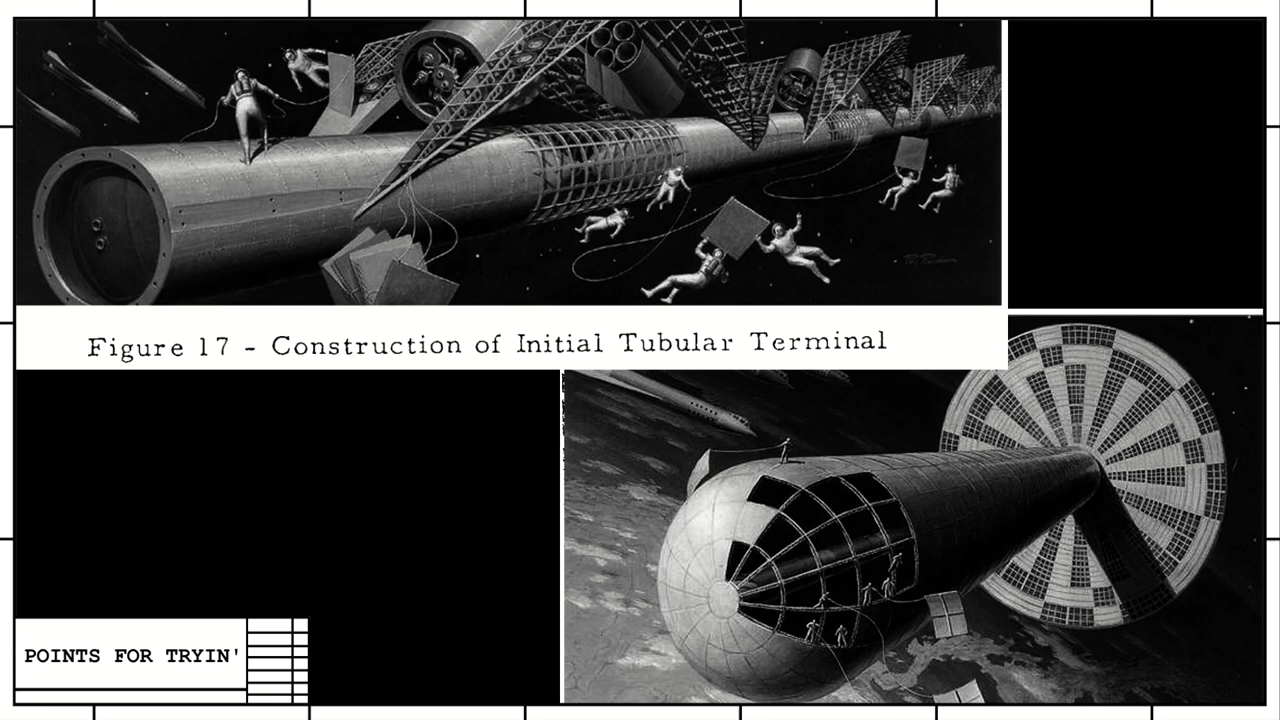 Figure 17 - Construction of Initial Tubular Terminal
POINTS FOR TRYIN'